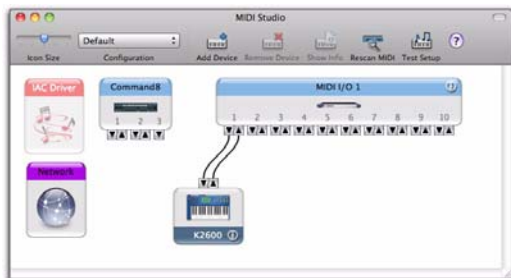 MIDI Studio
Default
Icon Size
Configuration
Add Device
Remove Device
Show Info
Rescan MIDI
Test Setup
?
IAC Driver
Command8
1 2 3
MIDI I/O 1
1 2 3 4 5 6 7 8 9 10
Network
K2600